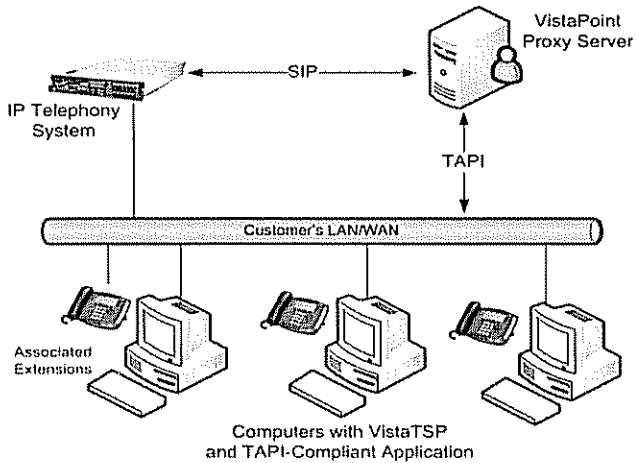 VistaPoint
Proxy Server
SIP
IP Telephony
System
TAPI
Customer's LAN/WAN
Associated
Extensions
Computers with VistaTSP
and TAPI-Compliant Application